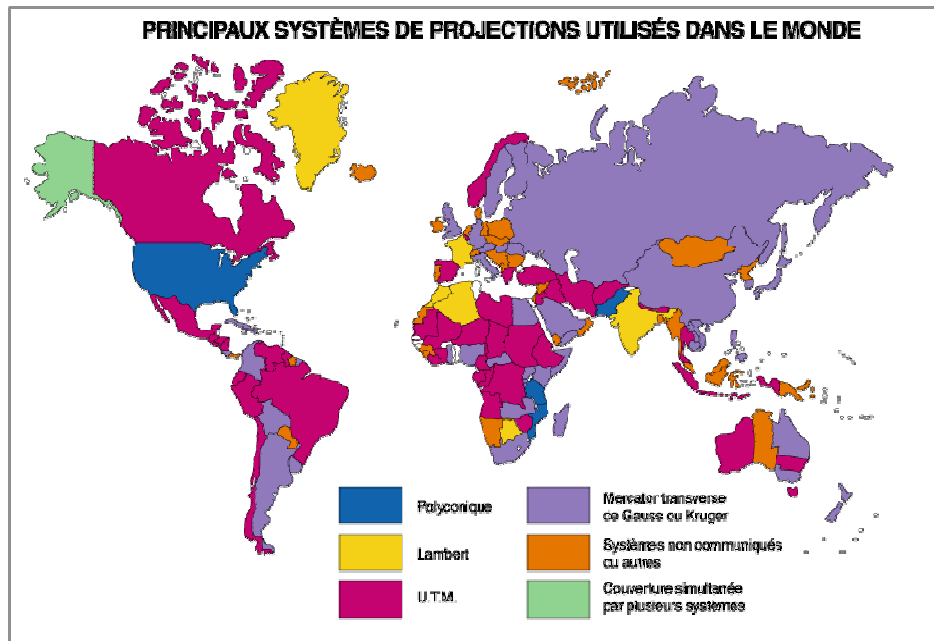 PRINCIPAUX SYSTÈMES DE PROJECTIONS UTILISÉS DANS LE MONDE
Polyconique
Lambert
U.T.M.
Mercator transverse
de Gauss ou Kruger
Systèmes non communiqués
ou autres
Couverture simultanée
par plusieurs systèmes